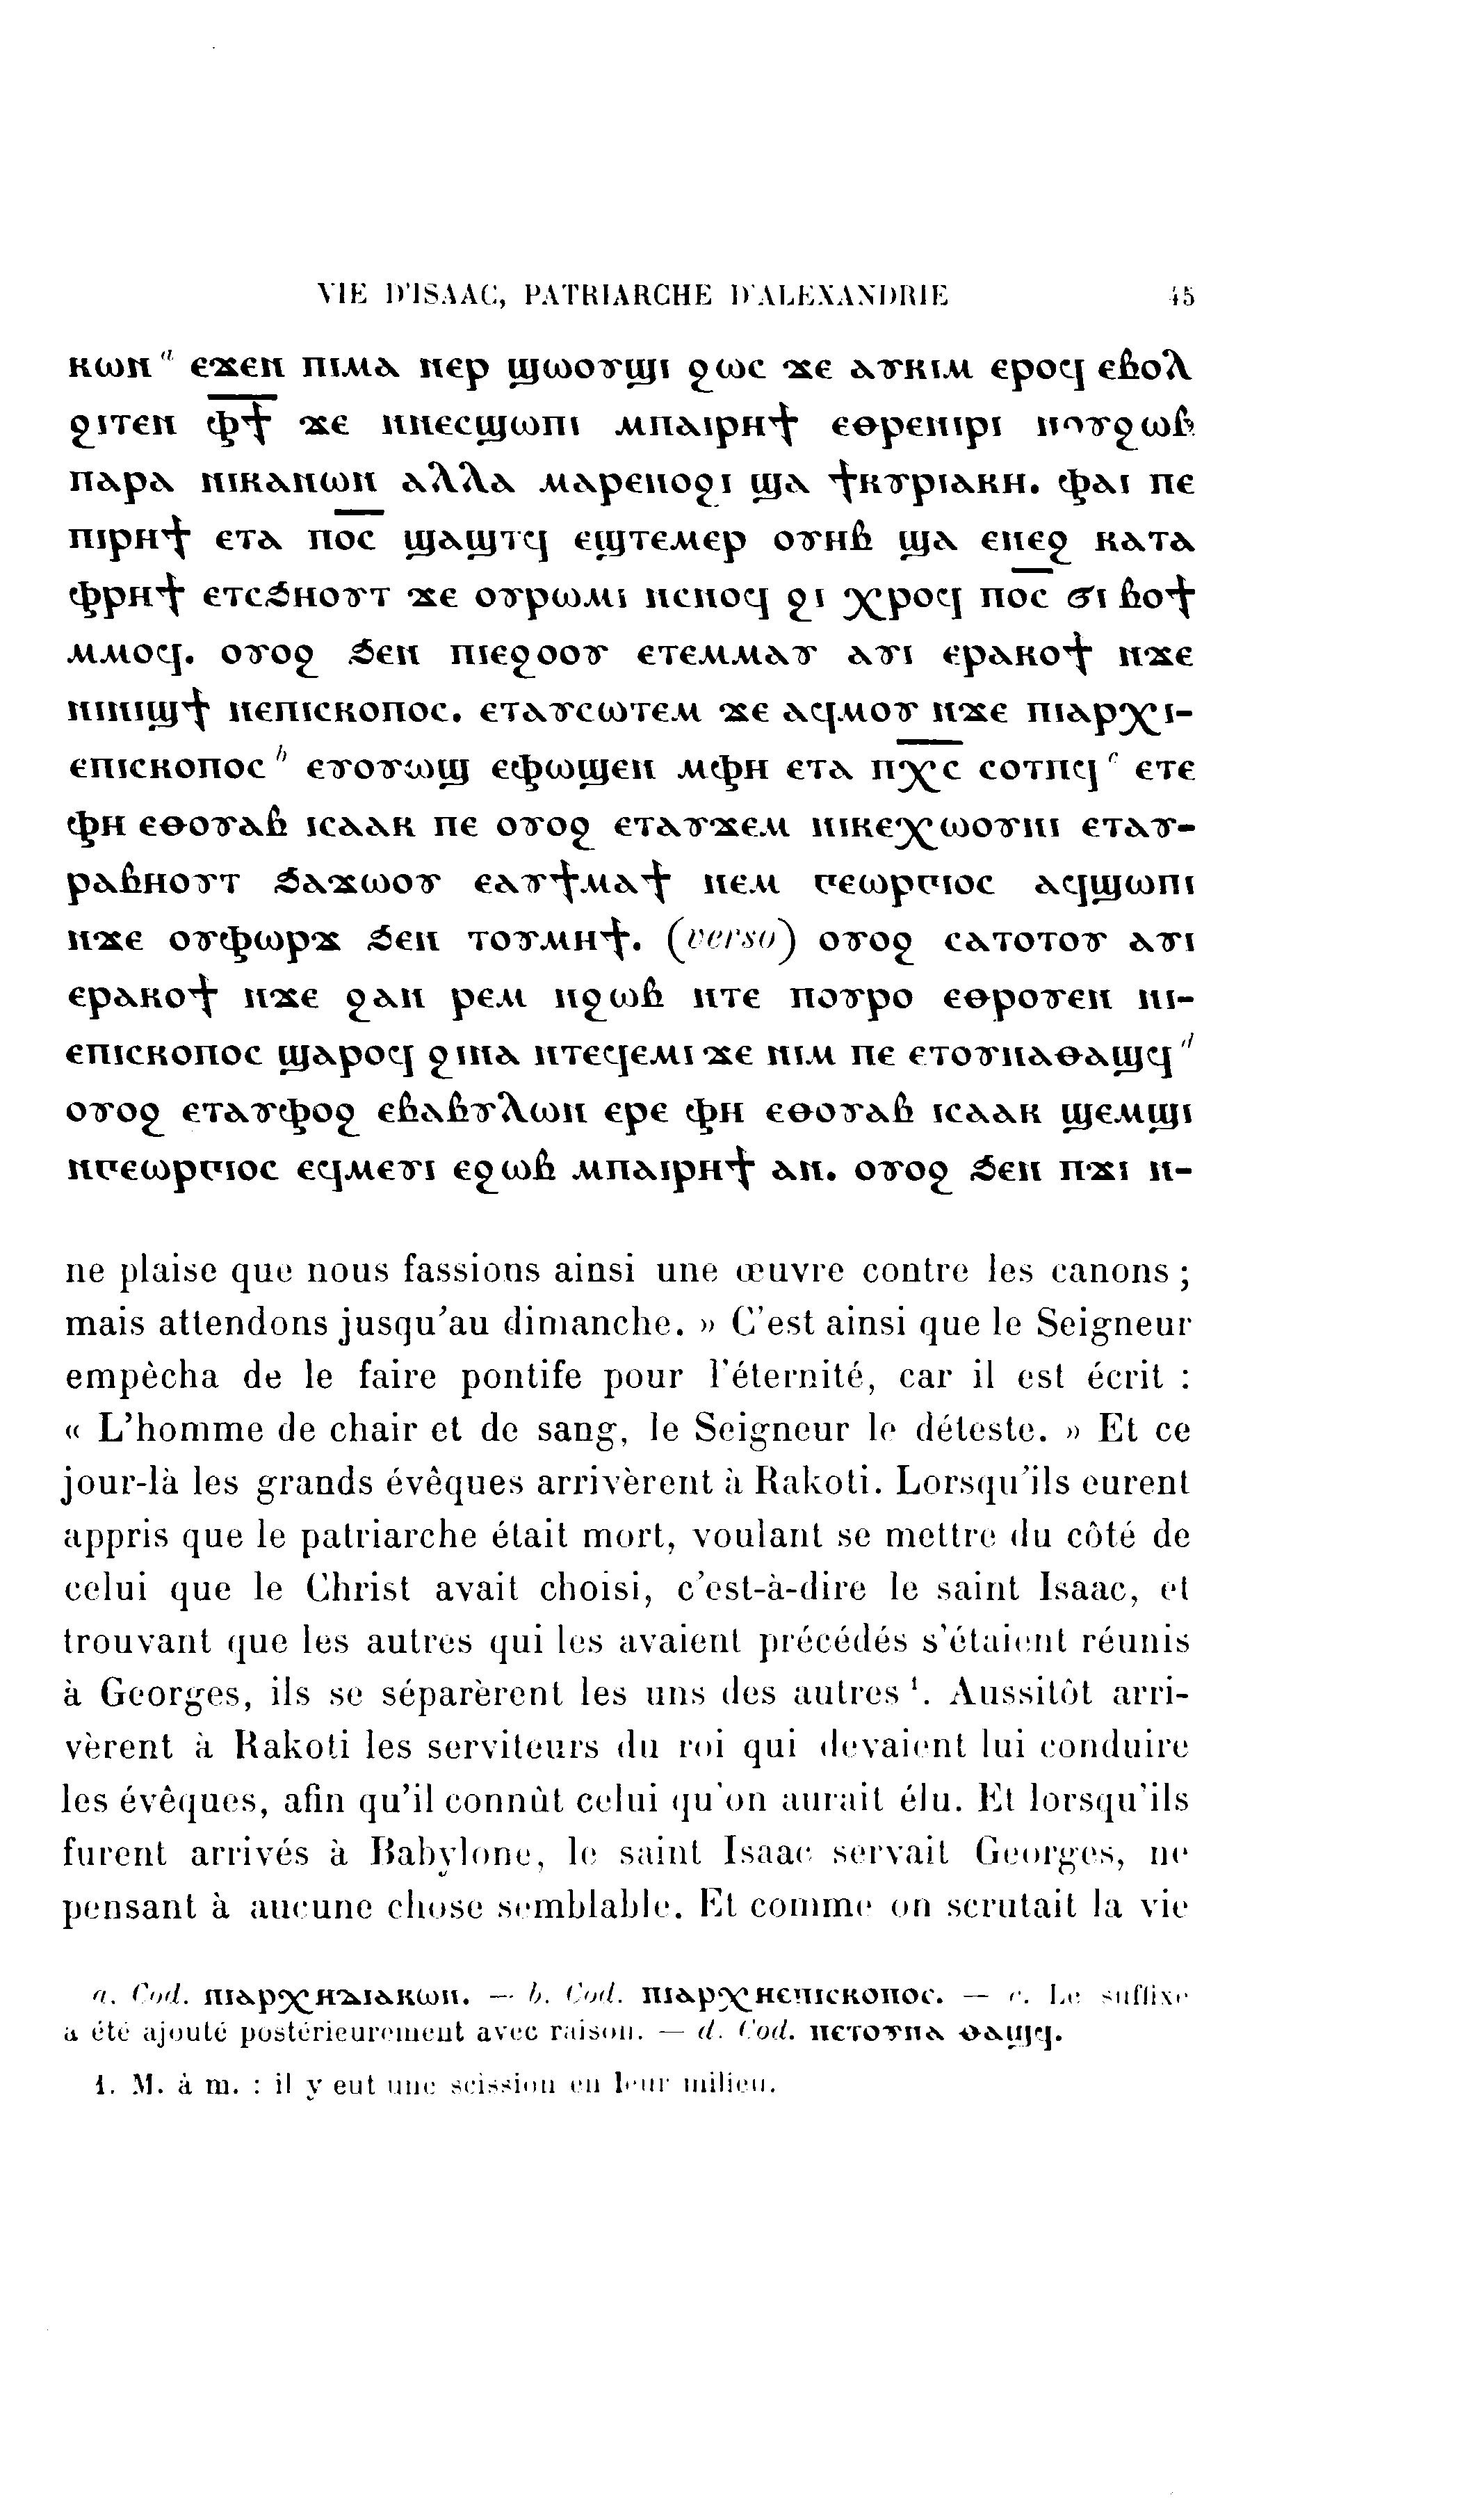 VIE D'ISAAC, PATRIARCHE D'ALEXANDRIE 45
ⲕⲱⲛ a ⲉϫⲉⲛ ⲡⲓⲙⲁ ⲛⲉⲣ ϣⲱⲟⲩϣⲓ ϩⲱⲥ ϫⲉ ⲁⲩⲕⲓⲙ ⲉⲣⲟϥ ⲉⲃⲟⲗ
ϩⲓⲧⲉⲛ ⲫ̅ϯ̅ ϫⲉ ⲛⲛⲉⲥϣⲱⲡⲓ ⲙⲡⲁⲓⲣⲏϯ ⲉⲑⲣⲉⲛⲓⲣⲓ ⲛⲟⲩϩⲱⲃ
ⲡⲁⲣⲁ ⲛⲓⲕⲁⲛⲱⲛ ⲁⲗⲗⲁ ⲙⲁⲣⲉⲛⲟϩⲓ ϣⲁ ϯⲕⲩⲣⲓⲁⲕⲏ. ⲫⲁⲓ ⲡⲉ
ⲡⲓⲣⲏϯ ⲉⲧⲁ ⲡⲟ̅ⲥ̅ ϣⲁϣⲧϥ ⲉϣⲧⲉⲙⲉⲣ ⲟⲩⲏⲃ ϣⲁ ⲉⲛⲉϩ ⲕⲁⲧⲁ
ⲫⲣⲏϯ ⲉⲧⲥϧⲏⲟⲩⲧ ϫⲉ ⲟⲩⲣⲱⲙⲓ ⲛⲥⲛⲟϥ ϩⲓ ⲭⲣⲟϥ ⲡⲟ̅ⲥ̅ ϭⲓ ⲃⲟϯ
ⲙⲙⲟϥ. ⲟⲩⲟϩ ϧⲉⲛ ⲡⲓⲉϩⲟⲟⲩ ⲉⲧⲉⲙⲙⲁⲩ ⲁⲩⲓ ⲉⲣⲁⲕⲟϯ ⲛϫⲉ
ⲛⲓⲛⲓϣϯ ⲛⲉⲡⲓⲥⲕⲟⲡⲟⲥ. ⲉⲧⲁⲩⲥⲱⲧⲉⲙ ϫⲉ ⲁϥⲙⲟⲩ ⲛϫⲉ ⲡⲓⲁⲣⲭⲓ-
ⲉⲡⲓⲥⲕⲟⲡⲟⲥ b ⲉⲩⲟⲩⲱϣ ⲉⲫⲱϣⲉⲛ ⲙⲫⲏ ⲉⲧⲁ ⲡⲭ̅ⲥ̅ ⲥⲟⲧⲡϥ c ⲉⲧⲉ
ⲫⲏ ⲉⲑⲟⲩⲁⲃ ⲓⲥⲁⲁⲕ ⲡⲉ ⲟⲩⲟϩ ⲉⲧⲁⲩϫⲉⲙ ⲛⲓⲕⲉⲭⲱⲟⲩⲛⲓ ⲉⲧⲁⲩ-
ⲣⲁⲃⲏⲟⲩⲧ ϧⲁϫⲱⲟⲩ ⲉⲁⲩϯⲙⲁϯ ⲛⲉⲙ ⲅⲉⲱⲣⲅⲓⲟⲥ ⲁϥϣⲱⲡⲓ
ⲛϫⲉ ⲟⲩⲫⲱⲣϫ ϧⲉⲛ ⲧⲟⲩⲙⲏϯ. (verso) ⲟⲩⲟϩ ⲥⲁⲧⲟⲧⲟⲩ ⲁⲩⲓ
ⲉⲣⲁⲕⲟϯ ⲛϫⲉ ϩⲁⲛ ⲣⲉⲙ ⲛϩⲱⲃ ⲛⲧⲉ ⲡⲟⲩⲣⲟ ⲉⲑⲣⲟⲩⲉⲛ ⲛⲓ-
ⲉⲡⲓⲥⲕⲟⲡⲟⲥ ϣⲁⲣⲟϥ ϩⲓⲛⲁ ⲛⲧⲉϥⲉⲙⲓ ϫⲉ ⲛⲓⲙ ⲡⲉ ⲉⲧⲟⲩⲛⲁⲑⲁϣϥ d
ⲟⲩⲟϩ ⲉⲧⲁⲩⲫⲟϩ ⲉⲃⲁⲃⲩⲗⲱⲛ ⲉⲣⲉ ⲫⲏ ⲉⲑⲟⲩⲁⲃ ⲓⲥⲁⲁⲕ ϣⲉⲙϣⲓ
ⲛⲅⲉⲱⲣⲅⲓⲟⲥ ⲉϥⲙⲉⲩⲓ ⲉϩⲱⲃ ⲙⲡⲁⲓⲣⲏϯ ⲁⲛ. ⲟⲩⲟϩ ϧⲉⲛ ⲡϫⲓ ⲛ-
ne plaise que nous fassions ainsi une œuvre contre les canons ;
mais attendons jusqu'au dimanche. » C'est ainsi que le Seigneur
empêcha de le faire pontife pour l'éternité, car il est écrit :
« L'homme de chair et de sang, le Seigneur le déteste. » Et ce
jour-là les grands évêques arrivèrent à Rakoti. Lorsqu'ils eurent
appris que le patriarche était mort, voulant se mettre du côté de
celui que le Christ avait choisi, c'est-à-dire le saint Isaac, et
trouvant que les autres qui les avaient précédés s'étaient réunis
à Georges, ils se séparèrent les uns des autres ¹. Aussitôt arri-
vèrent à Rakoti les serviteurs du roi qui devaient lui conduire
les évêques, afin qu'il connût celui qu'on aurait élu. Et lorsqu'ils
furent arrivés à Babylone, le saint Isaac servait Georges, ne
pensant à aucune chose semblable. Et comme on scrutait la vie
a. Cod. ⲡⲓⲁⲣⲭⲏⲇⲓⲁⲕⲱⲛ. — b. Cod. ⲡⲓⲁⲣⲭⲏⲉⲡⲓⲥⲕⲟⲡⲟⲥ. — c. Le suffixe
a été ajouté postérieurement avec raison. — d. Cod. ⲡⲉⲧⲟⲩⲛⲁ ⲑⲁϣϥ.
1. M. à m. : il y eut une scission en leur milieu.